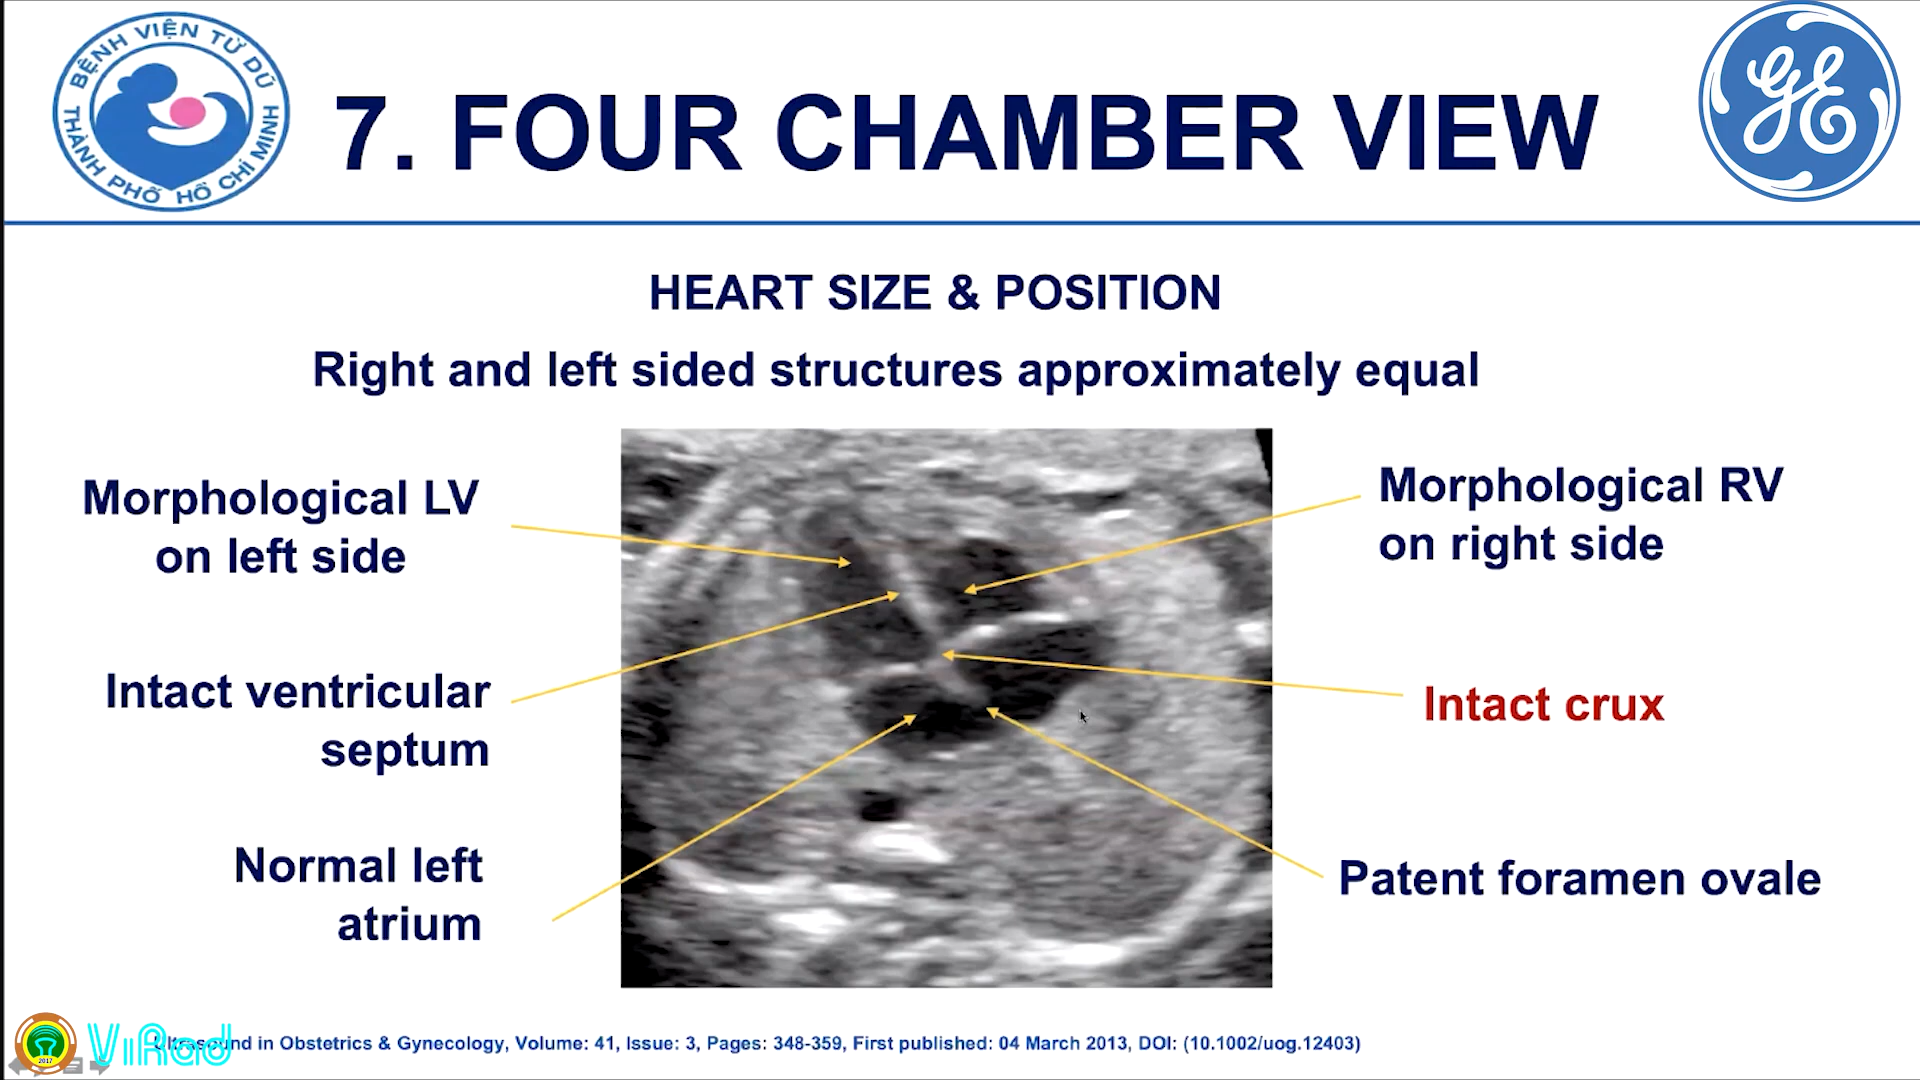 BỆNH VIỆN TỪ DŨ
THÀNH PHỐ HỒ CHÍ MINH
GE
7. FOUR CHAMBER VIEW
HEART SIZE & POSITION
Right and left sided structures approximately equal
Morphological LV
on left side
Morphological RV
on right side
Intact ventricular
septum
Intact crux
Normal left
atrium
Patent foramen ovale
2017
ViRad
Ultrasound in Obstetrics & Gynecology, Volume: 41, Issue: 3, Pages: 348-359, First published: 04 March 2013, DOI: (10.1002/uog.12403)